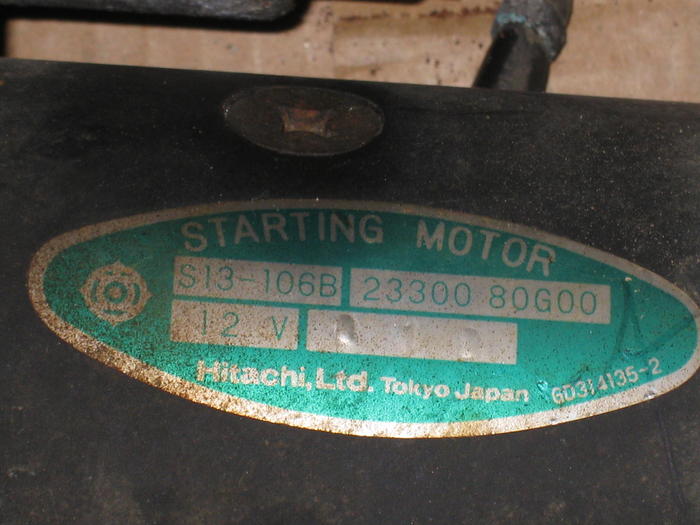 STARTING MOTOR
S13-106B 23300 80G00
12 V
Hitachi, Ltd. Tokyo Japan GD314135-2